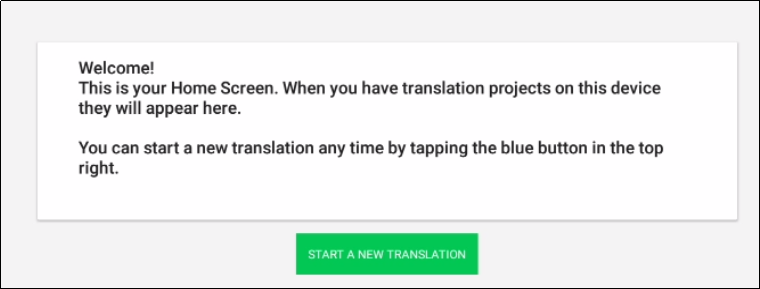 Welcome!
This is your Home Screen. When you have translation projects on this device
they will appear here.
You can start a new translation any time by tapping the blue button in the top
right.
START A NEW TRANSLATION